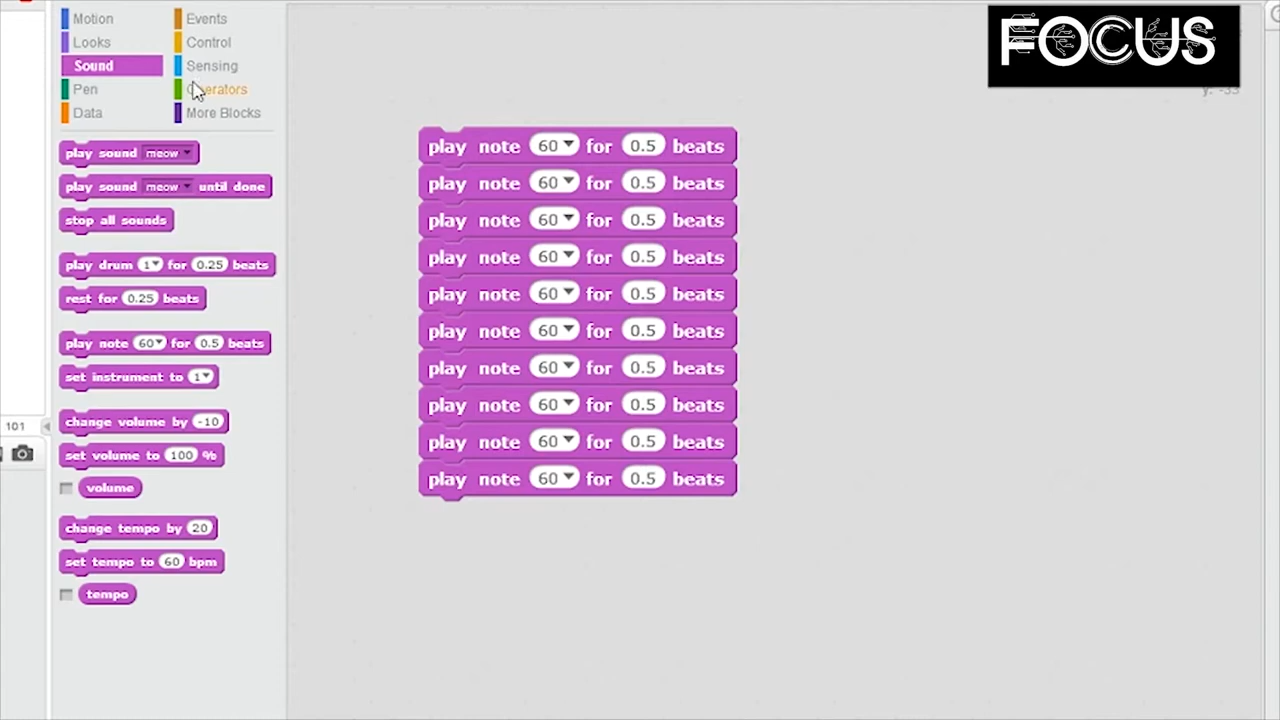 Motion
Events
Looks
Control
Sound
Sensing
Pen
erators
Data
More Blocks
play sound meow
play sound meow until done
stop all sounds
play drum 1 for 0.25 beats
rest for 0.25 beats
play note 60 for 0.5 beats
set instrument to 1
change volume by -10
set volume to 100 %
volume
change tempo by 20
set tempo to 60 bpm
tempo
101
play note 60 for 0.5 beats
play note 60 for 0.5 beats
play note 60 for 0.5 beats
play note 60 for 0.5 beats
play note 60 for 0.5 beats
play note 60 for 0.5 beats
play note 60 for 0.5 beats
play note 60 for 0.5 beats
play note 60 for 0.5 beats
play note 60 for 0.5 beats
FOCUS